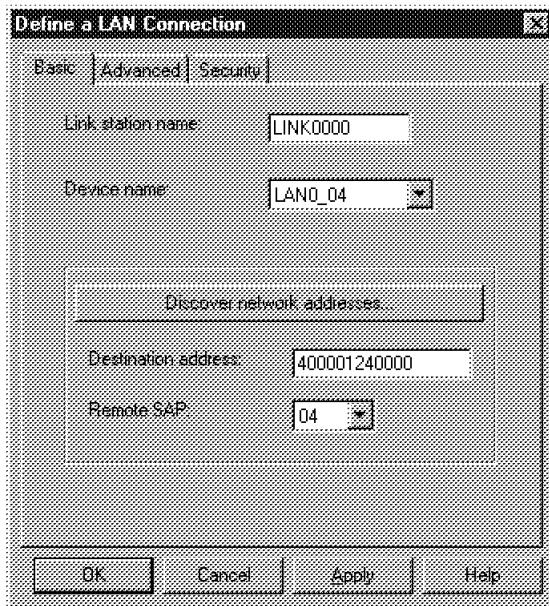 Define a LAN Connection
Basic Advanced Security
Link station name: LINK0000
Device name: LAN0_04
Discover network addresses...
Destination address: 400001240000
Remote SAP: 04
OK Cancel Apply Help